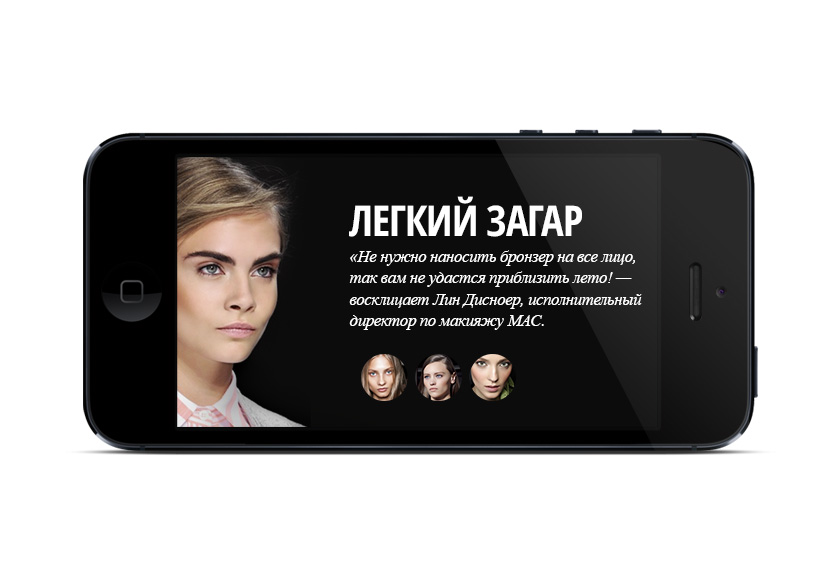 ЛЕГКИЙ ЗАГАР
«Не нужно наносить бронзер на все лицо,
так вам не удастся приблизить лето! —
восклицает Лин Дисноер, исполнительный
директор по макияжу MAC.